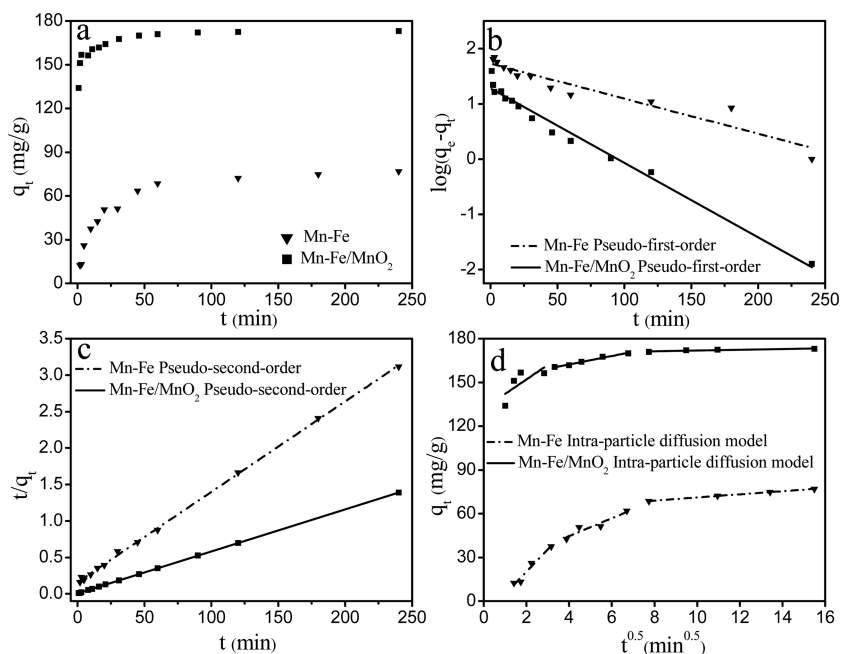 a
180
150
120
90
60
30
0
q_t (mg/g)
Mn-Fe
Mn-Fe/MnO₂
0 50 100 150 200 250
t (min)
b
2
1
0
-1
-2
log(q_e-q_t)
Mn-Fe Pseudo-first-order
Mn-Fe/MnO₂ Pseudo-first-order
0 50 100 150 200 250
t (min)
c
3.5
3.0
2.5
2.0
1.5
1.0
0.5
0.0
t/q_t
Mn-Fe Pseudo-second-order
Mn-Fe/MnO₂ Pseudo-second-order
0 50 100 150 200 250
t (min)
d
180
150
120
90
60
30
0
q_t (mg/g)
Mn-Fe Intra-particle diffusion model
Mn-Fe/MnO₂ Intra-particle diffusion model
0 2 4 6 8 10 12 14 16
t^0.5(min^0.5)